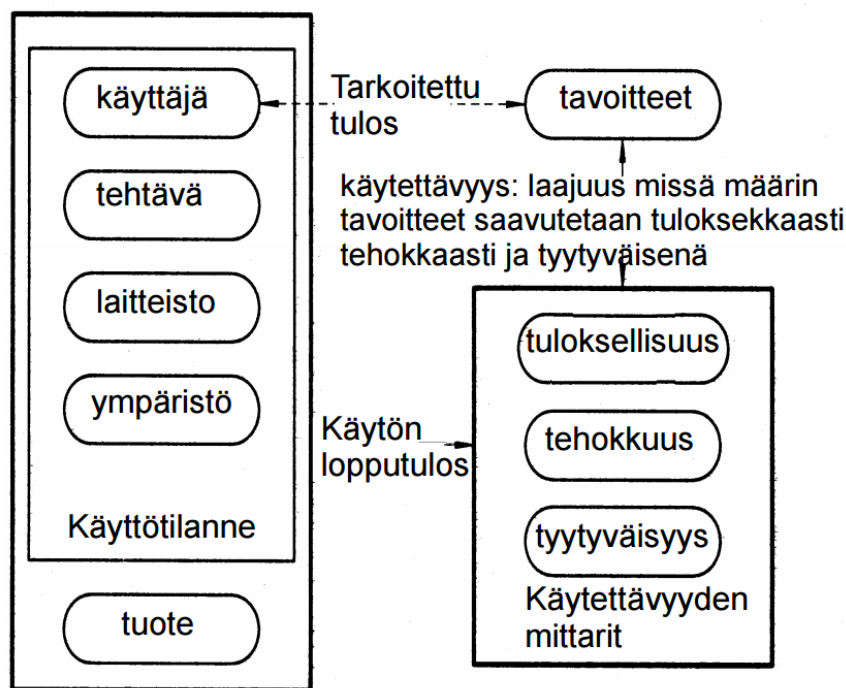 käyttäjä
tehtävä
laitteisto
ympäristö
Käyttötilanne
tuote
Tarkoitettu
tulos
tavoitteet
käytettävyys: laajuus missä määrin
tavoitteet saavutetaan tuloksekkaasti
tehokkaasti ja tyytyväisenä
Käytön
lopputulos
tuloksellisuus
tehokkuus
tyytyväisyys
Käytettävyyden
mittarit